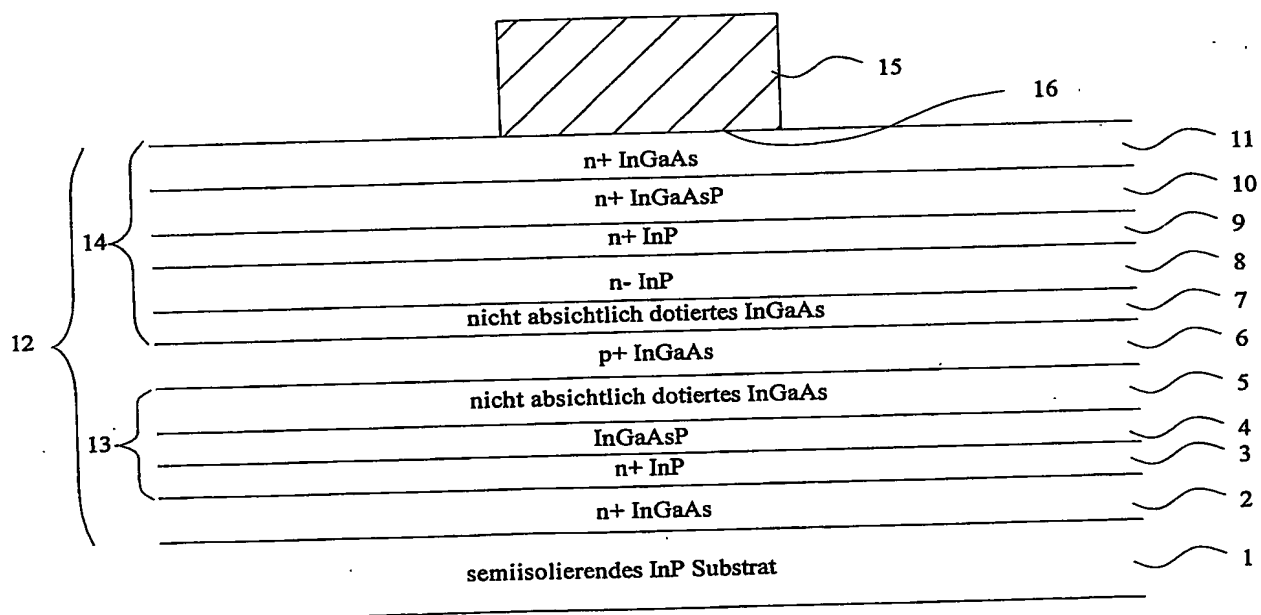 15
16
n+ InGaAs 11
n+ InGaAsP 10
n+ InP 9
14
n- InP 8
nicht absichtlich dotiertes InGaAs 7
12
p+ InGaAs 6
nicht absichtlich dotiertes InGaAs 5
InGaAsP 4
13
n+ InP 3
n+ InGaAs 2
semiisolierendes InP Substrat 1